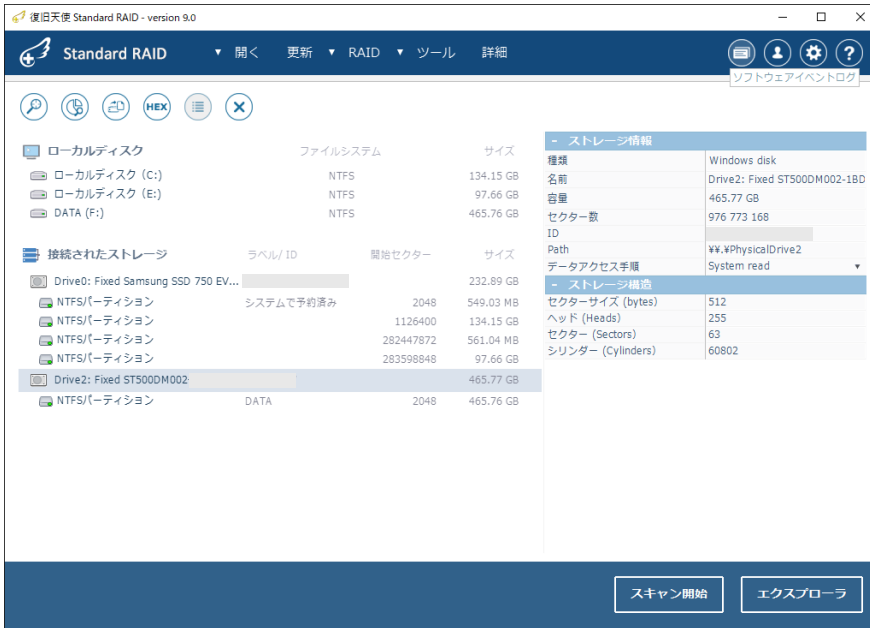 復旧天使 Standard RAID - version 9.0
Standard RAID ▼ 開く 更新 ▼ RAID ▼ ツール 詳細
ソフトウェアイベントログ
HEX
ローカルディスク ファイルシステム サイズ
ローカルディスク (C:) NTFS 134.15 GB
ローカルディスク (E:) NTFS 97.66 GB
DATA (F:) NTFS 465.76 GB
接続されたストレージ ラベル/ ID 開始セクター サイズ
Drive0: Fixed Samsung SSD 750 EV... 232.89 GB
NTFSパーティション システムで予約済み 2048 549.03 MB
NTFSパーティション 1126400 134.15 GB
NTFSパーティション 282447872 561.04 MB
NTFSパーティション 283598848 97.66 GB
Drive2: Fixed ST500DM002- 465.77 GB
NTFSパーティション DATA 2048 465.76 GB
- ストレージ情報
種類 Windows disk
名前 Drive2: Fixed ST500DM002-1BD
容量 465.77 GB
セクター数 976 773 168
ID
Path ¥¥.¥PhysicalDrive2
データアクセス手順 System read ▼
- ストレージ構造
セクターサイズ (bytes) 512
ヘッド (Heads) 255
セクター (Sectors) 63
シリンダー (Cylinders) 60802
スキャン開始 エクスプローラ